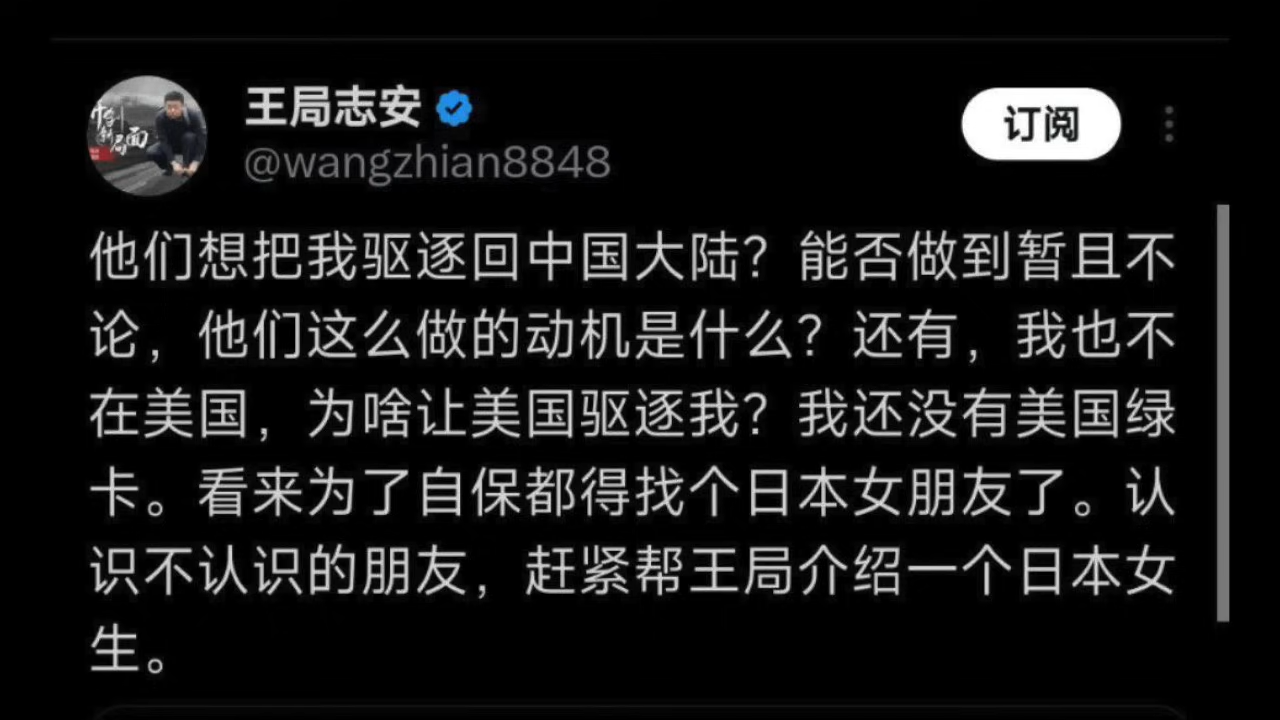 王局志安
@wangzhian8848
订阅
他们想把我驱逐回中国大陆？能否做到暂且不
论，他们这么做的动机是什么？还有，我也不
在美国，为啥让美国驱逐我？我还没有美国绿
卡。看来为了自保都得找个日本女朋友了。认
识不认识的朋友，赶紧帮王局介绍一个日本女
生。